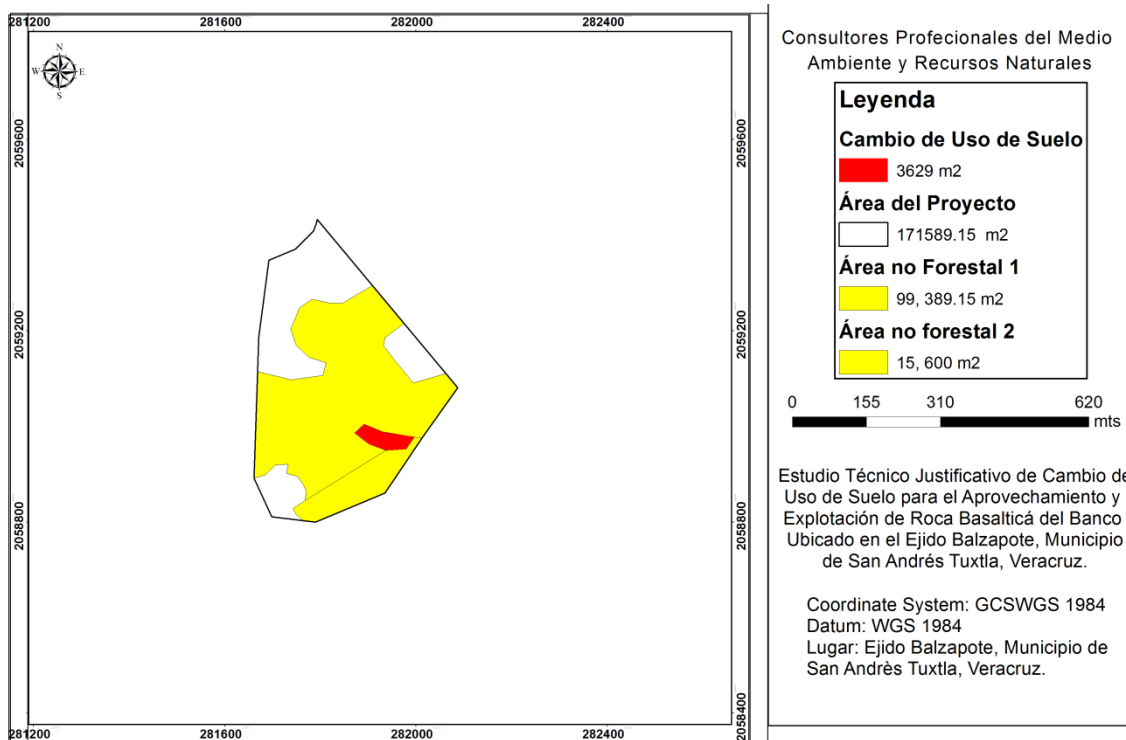 281200 281600 282000 282400
N
W E
S
2059600 2059600
2059200 2059200
2058800 2058800
2058400
281200 281600 282000 282400
Consultores Profecionales del Medio
Ambiente y Recursos Naturales
Leyenda
Cambio de Uso de Suelo
3629 m2
Área del Proyecto
171589.15 m2
Área no Forestal 1
99, 389.15 m2
Área no forestal 2
15, 600 m2
0 155 310 620
mts
Estudio Técnico Justificativo de Cambio de
Uso de Suelo para el Aprovechamiento y
Explotación de Roca Basalticá del Banco
Ubicado en el Ejido Balzapote, Municipio
de San Andrés Tuxtla, Veracruz.
Coordinate System: GCSWGS 1984
Datum: WGS 1984
Lugar: Ejido Balzapote, Municipio de
San Andrès Tuxtla, Veracruz.